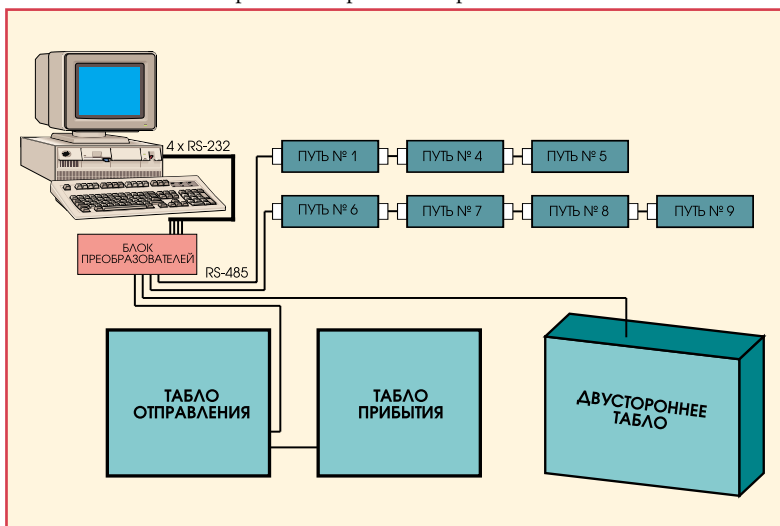 4 x RS-232
ПУТЬ № 1
ПУТЬ № 4
ПУТЬ № 5
ПУТЬ № 6
ПУТЬ № 7
ПУТЬ № 8
ПУТЬ № 9
БЛОК
ПРЕОБРАЗОВАТЕЛЕЙ
RS-485
ТАБЛО
ОТПРАВЛЕНИЯ
ТАБЛО
ПРИБЫТИЯ
ДВУСТОРОННЕЕ
ТАБЛО